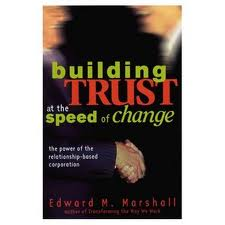 building
TRUST
at the
speed of change
the power of the
relationship-based
corporation
Edward M. Marshall
author of Transforming the Way We Work